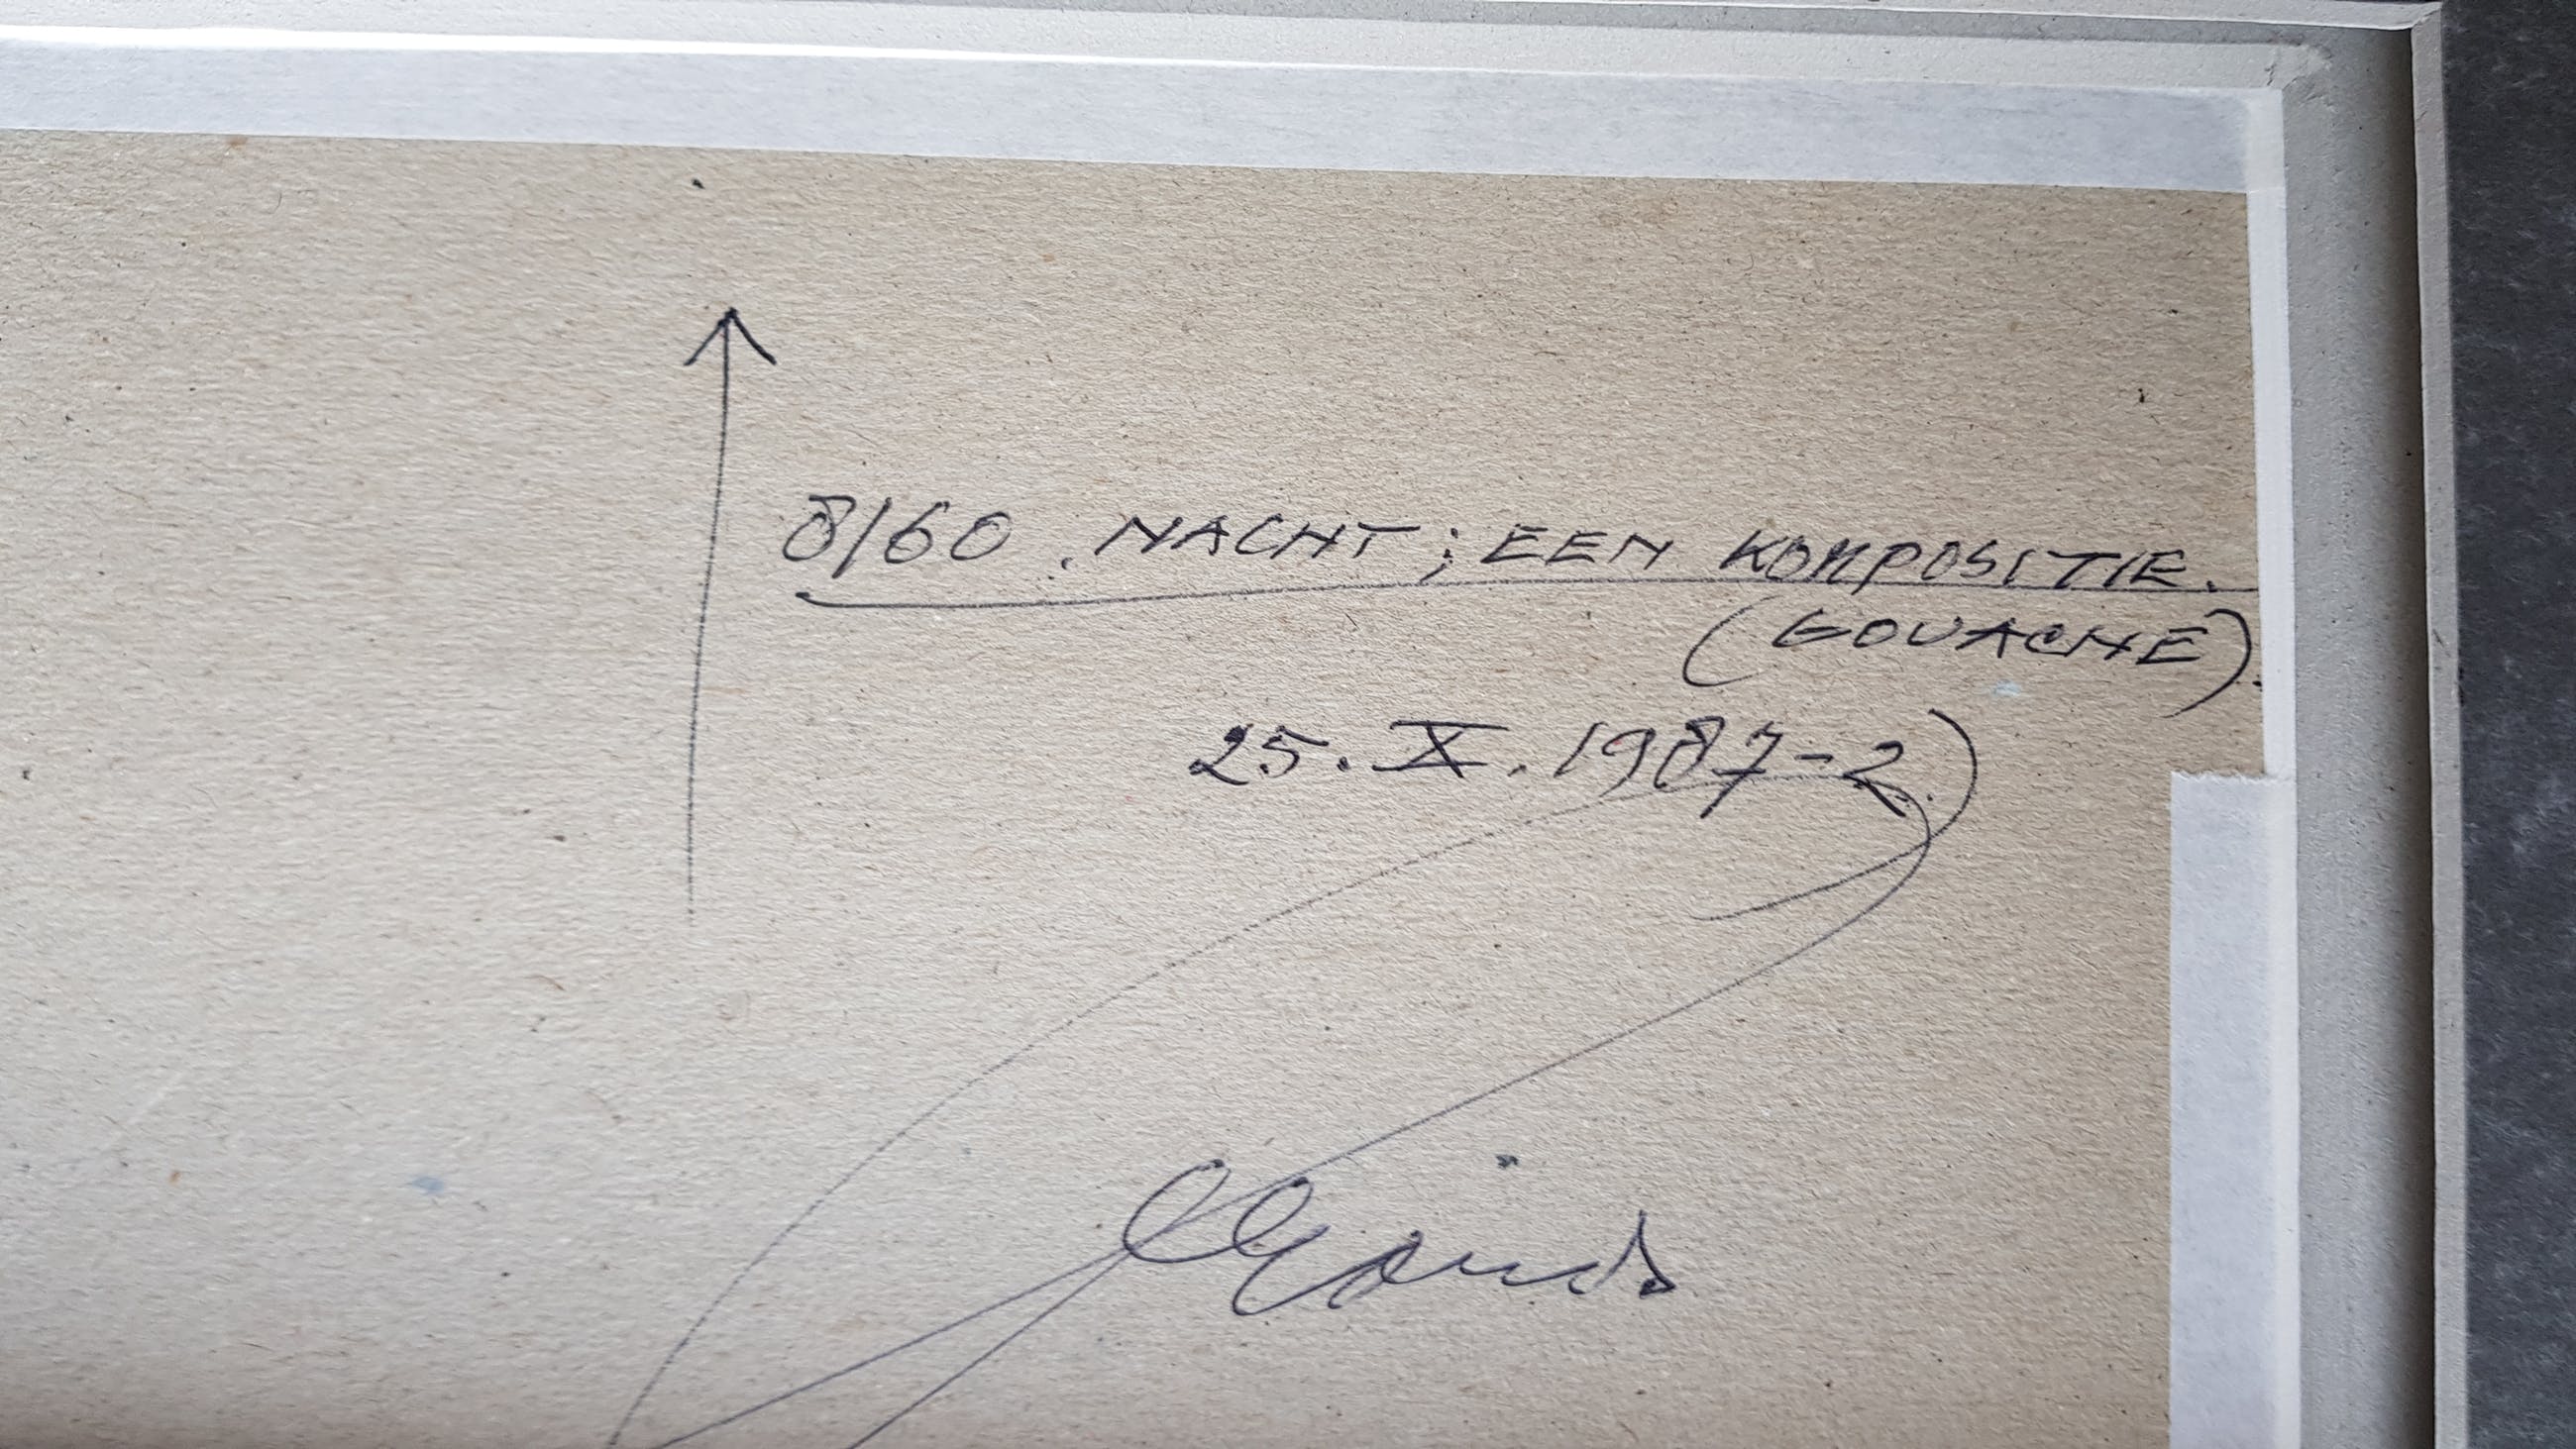 8/60 . NACHT ; EEN KOMPOSITIE.
(GOUACHE).
25.X.1987-2)